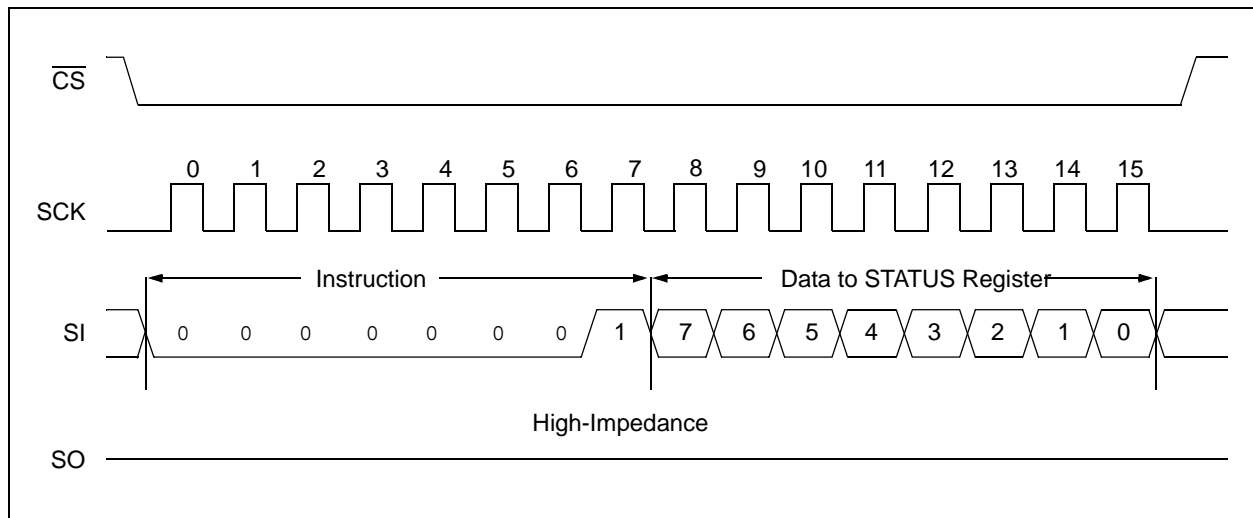 CS
0 1 2 3 4 5 6 7 8 9 10 11 12 13 14 15
SCK
Instruction Data to STATUS Register
SI 0 0 0 0 0 0 0 1 7 6 5 4 3 2 1 0
High-Impedance
SO